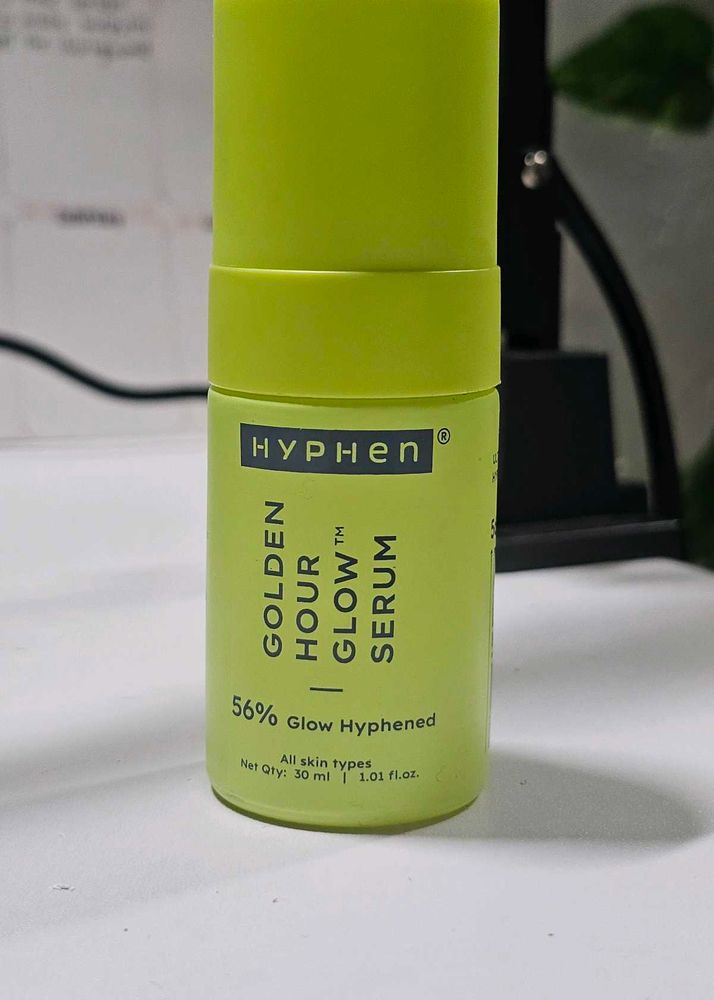 HYPHEN®
GOLDEN
HOUR
GLOW™
SERUM
56% Glow Hyphened
All skin types
Net Qty: 30 ml | 1.01 fl.oz.